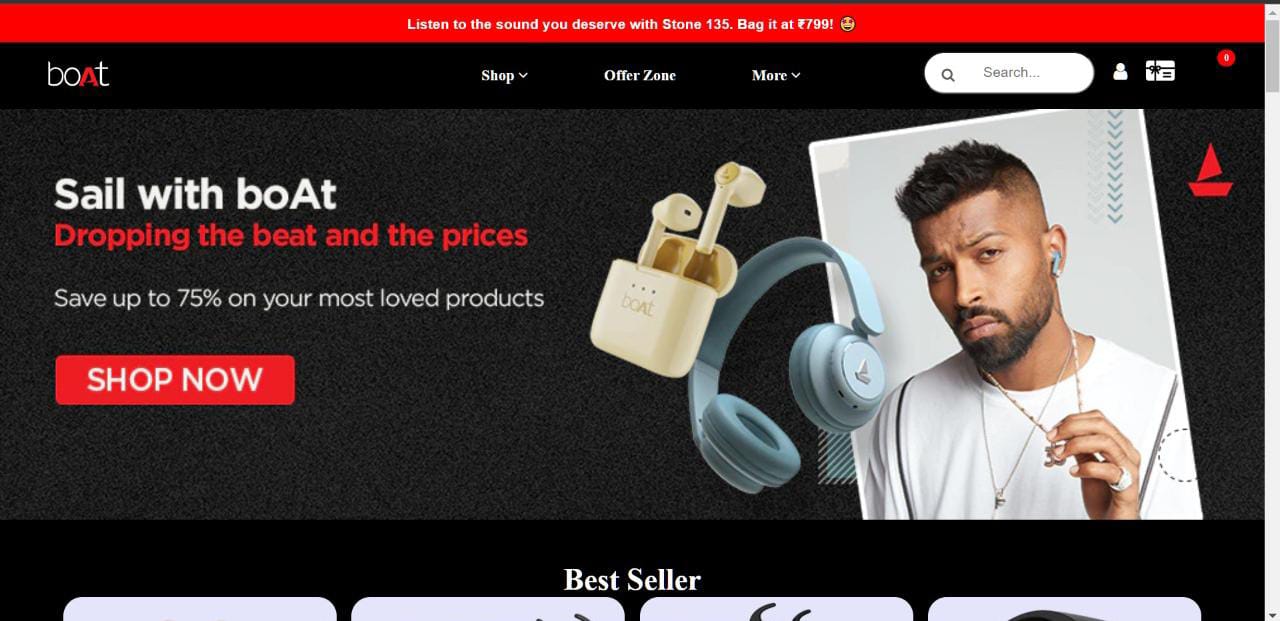 Listen to the sound you deserve with Stone 135. Bag it at ₹799! 🤩
boAt
Shop
Offer Zone
More
Search...
0
Sail with boAt
Dropping the beat and the prices
Save up to 75% on your most loved products
SHOP NOW
boAt
Best Seller